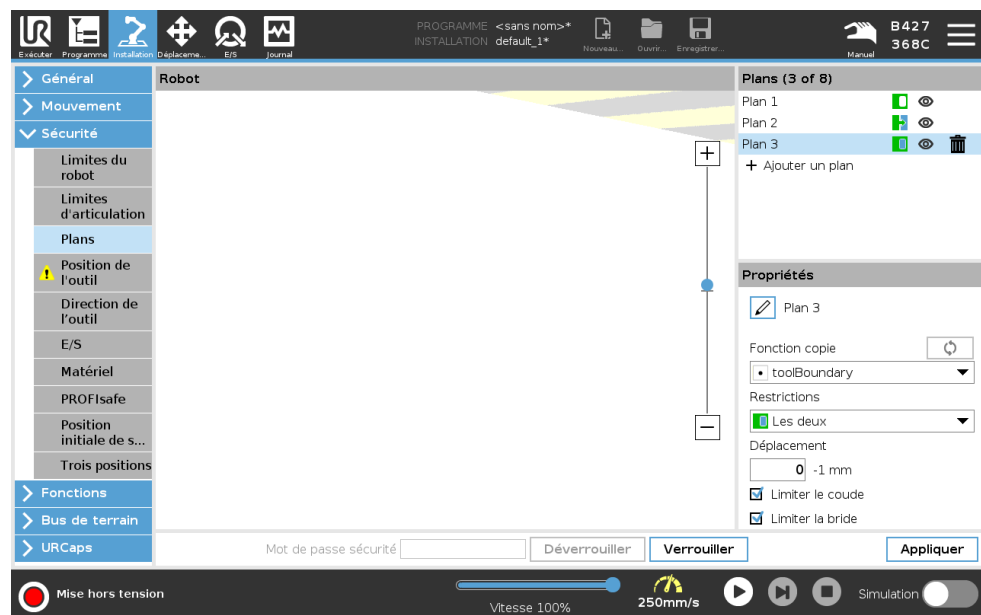 PROGRAMME <sans nom>*
INSTALLATION default_1*
Exécuter Programme Installation Déplaceme... E/S Journal
Nouveau... Ouvrir... Enregistrer...
Manuel
B427
368C
Général
Mouvement
Sécurité
Limites du
robot
Limites
d'articulation
Plans
Position de
l'outil
Direction de
l'outil
E/S
Matériel
PROFIsafe
Position
initiale de s...
Trois positions
Fonctions
Bus de terrain
URCaps
Robot
Plans (3 of 8)
Plan 1
Plan 2
Plan 3
+ Ajouter un plan
Propriétés
Plan 3
Fonction copie
toolBoundary
Restrictions
Les deux
Déplacement
0 -1 mm
Limiter le coude
Limiter la bride
Mot de passe sécurité Déverrouiller Verrouiller Appliquer
Mise hors tension
Vitesse 100%
250mm/s
Simulation